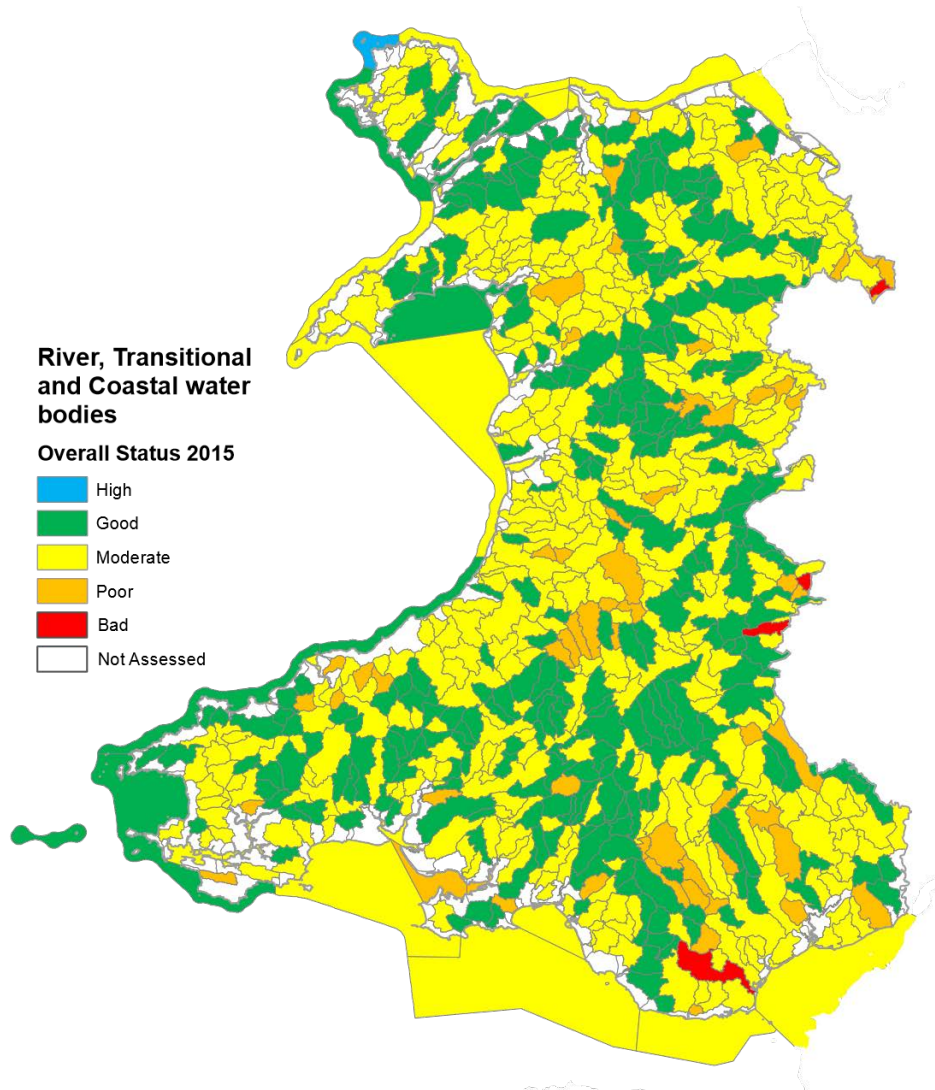 River, Transitional
and Coastal water
bodies
Overall Status 2015
High
Good
Moderate
Poor
Bad
Not Assessed